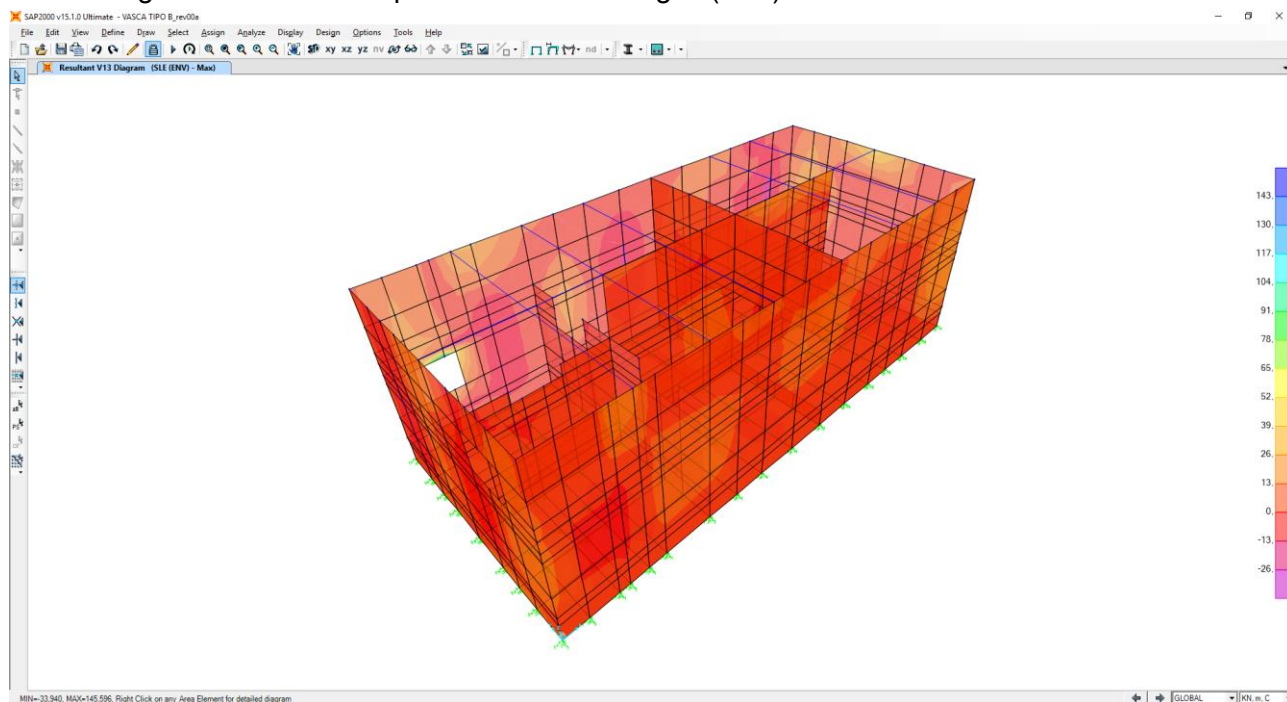 SAP2000 v15.1.0 Ultimate - VASCA TIPO B_rev00a
File Edit View Define Draw Select Assign Analyze Display Design Options Tools Help
xy xz yz nv nd
Resultant V13 Diagram (SLE (ENV) - Max)
143.
130.
117.
104.
91.
78.
65.
52.
39.
26.
13.
0.
-13.
-26.
MIN=-33.940, MAX=145.596, Right Click on any Area Element for detailed diagram
GLOBAL
KN, m, C